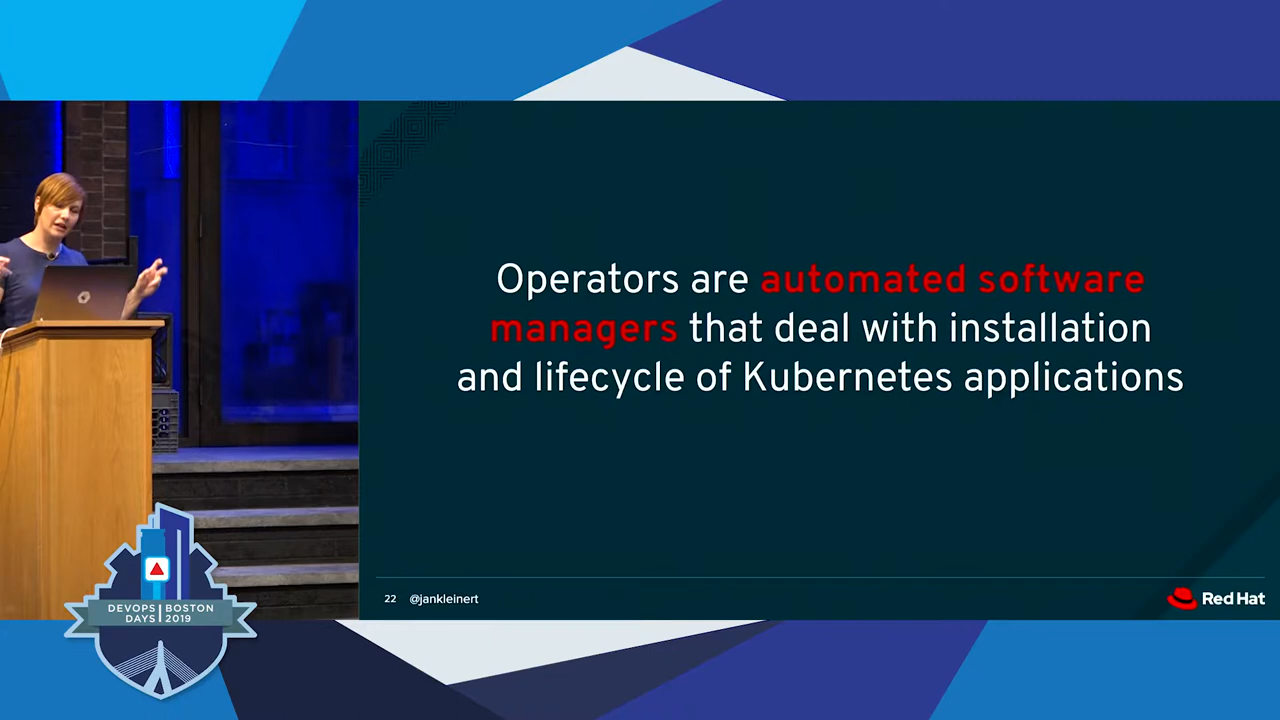 Operators are automated software
managers that deal with installation
and lifecycle of Kubernetes applications
22 @jankleinert
Red Hat
DEVOPS BOSTON
DAYS 2019